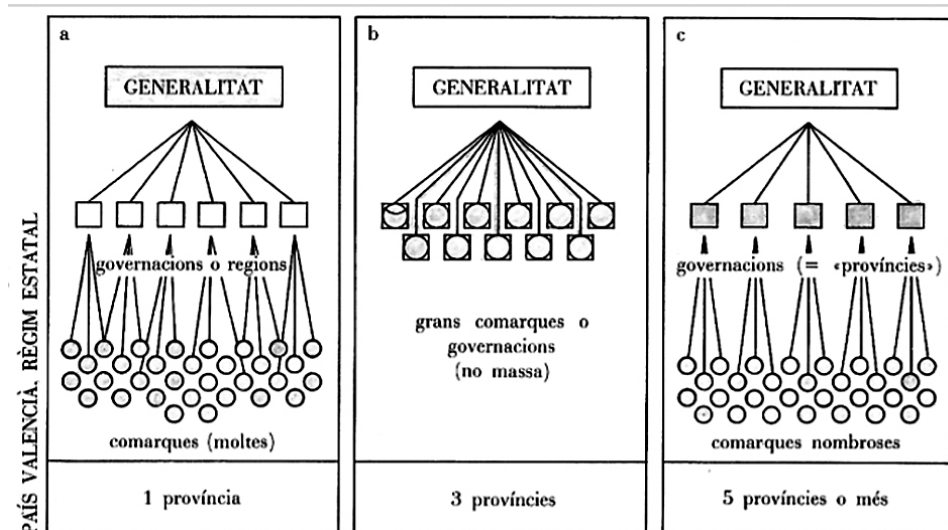 PAÍS VALENCIÀ. RÈGIM ESTATAL
a
GENERALITAT
governacions o regions
comarques (moltes)
1 província
b
GENERALITAT
grans comarques o
governacions
(no massa)
3 províncies
c
GENERALITAT
governacions (= «províncies»)
comarques nombroses
5 províncies o més